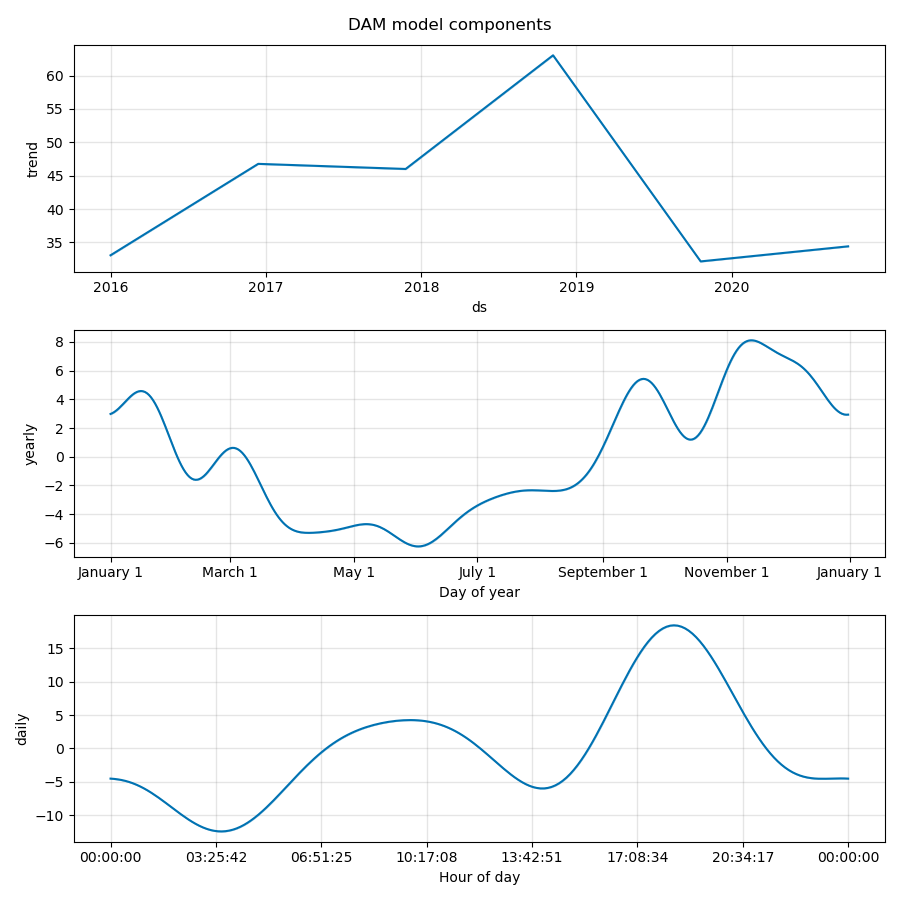 DAM model components
trend
60
55
50
45
40
35
2016 2017 2018 2019 2020
ds
yearly
8
6
4
2
0
−2
−4
−6
January 1 March 1 May 1 July 1 September 1 November 1 January 1
Day of year
daily
15
10
5
0
−5
−10
00:00:00 03:25:42 06:51:25 10:17:08 13:42:51 17:08:34 20:34:17 00:00:00
Hour of day